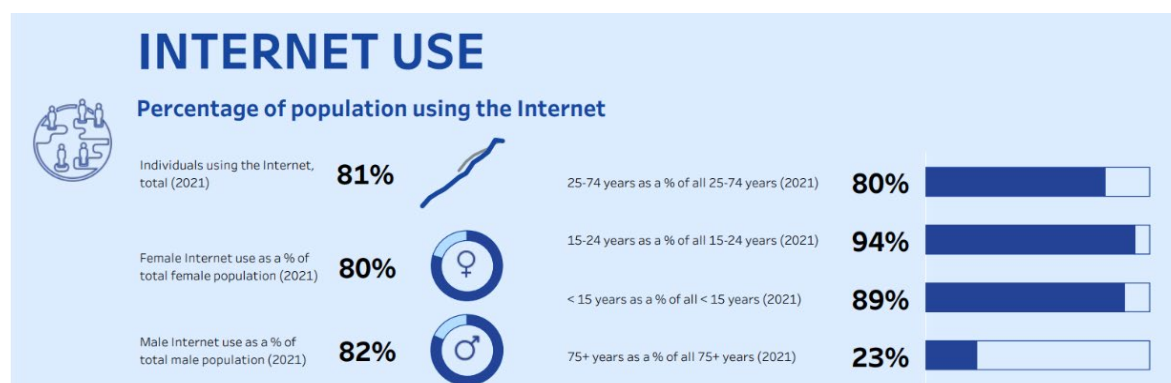 INTERNET USE
Percentage of population using the Internet
Individuals using the Internet,
total (2021)
81%
Female Internet use as a % of
total female population (2021)
80%
Male Internet use as a % of
total male population (2021)
82%
25-74 years as a % of all 25-74 years (2021)
80%
15-24 years as a % of all 15-24 years (2021)
94%
< 15 years as a % of all < 15 years (2021)
89%
75+ years as a % of all 75+ years (2021)
23%